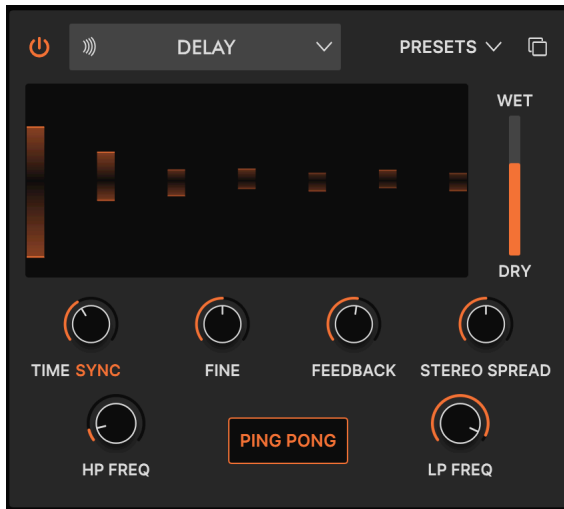 DELAY
PRESETS
WET
DRY
TIME SYNC
FINE
FEEDBACK
STEREO SPREAD
HP FREQ
PING PONG
LP FREQ